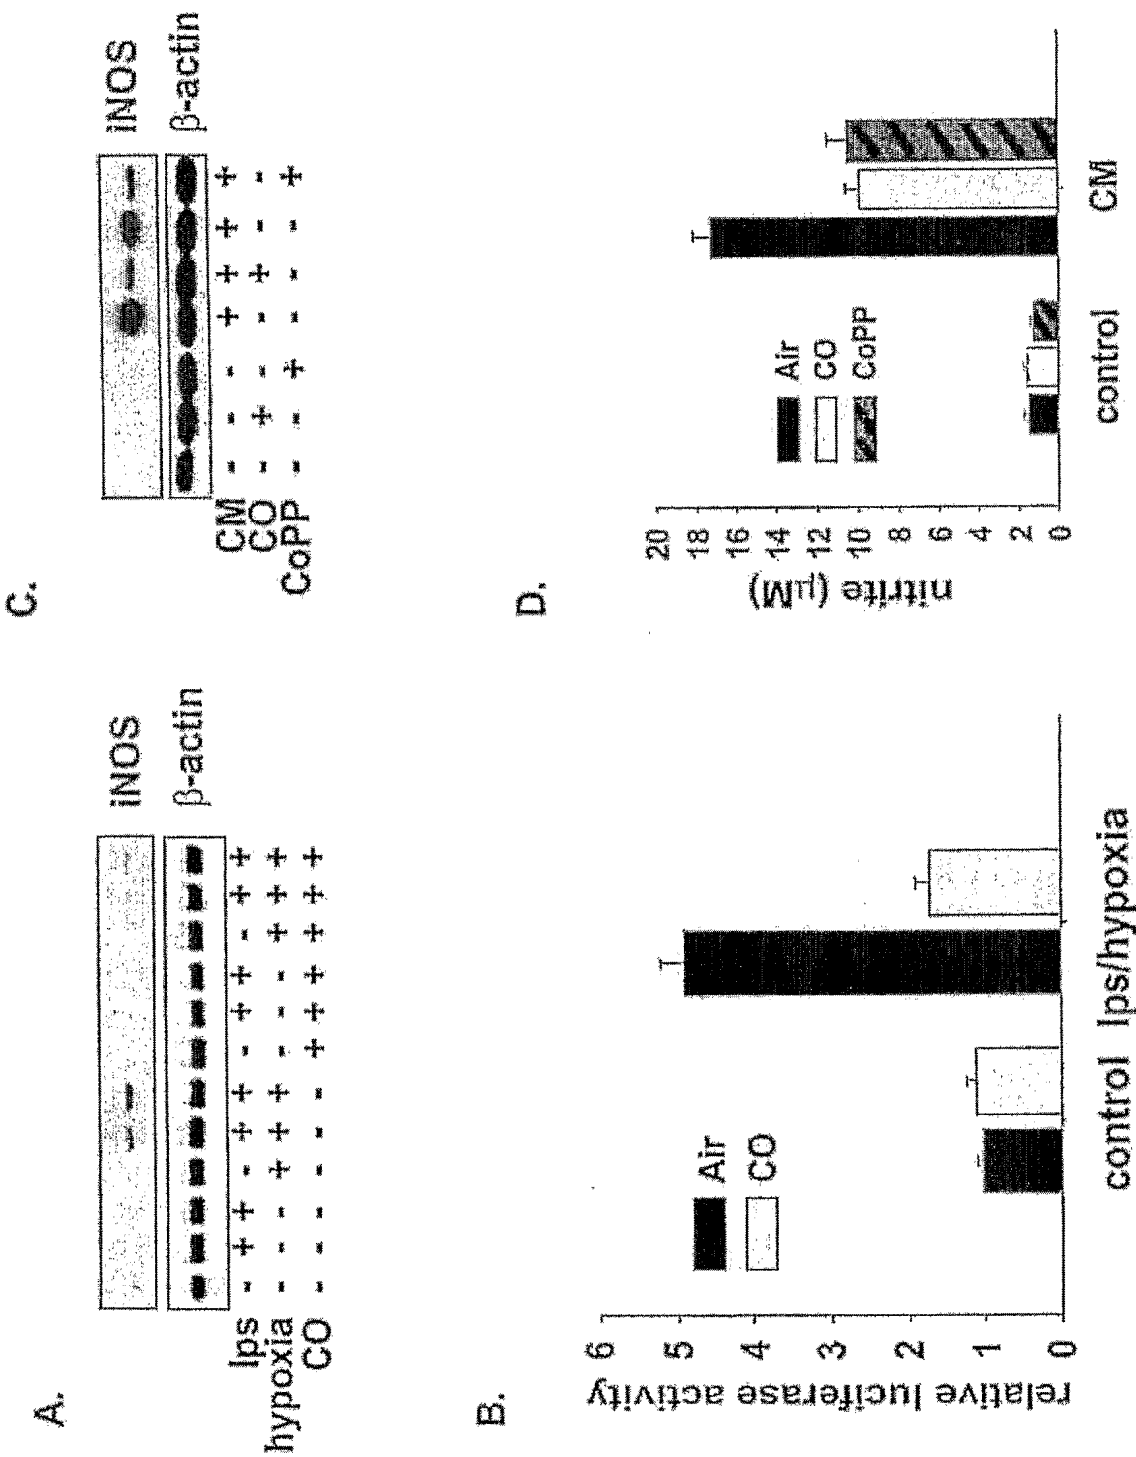 A.
iNOS
β-actin
lps - + + - + + - + + - + +
hypoxia - - - + + + - - - + + +
CO - - - - - - + + + + + +
B.
relative luciferase activity
6
5
4
3
2
1
0
Air
CO
control lps/hypoxia
C.
iNOS
β-actin
CM - - - + + + +
CO - + - - + - -
CoPP - - + - - - +
D.
nitrite (μM)
20
18
16
14
12
10
8
6
4
2
0
Air
CO
CoPP
control CM